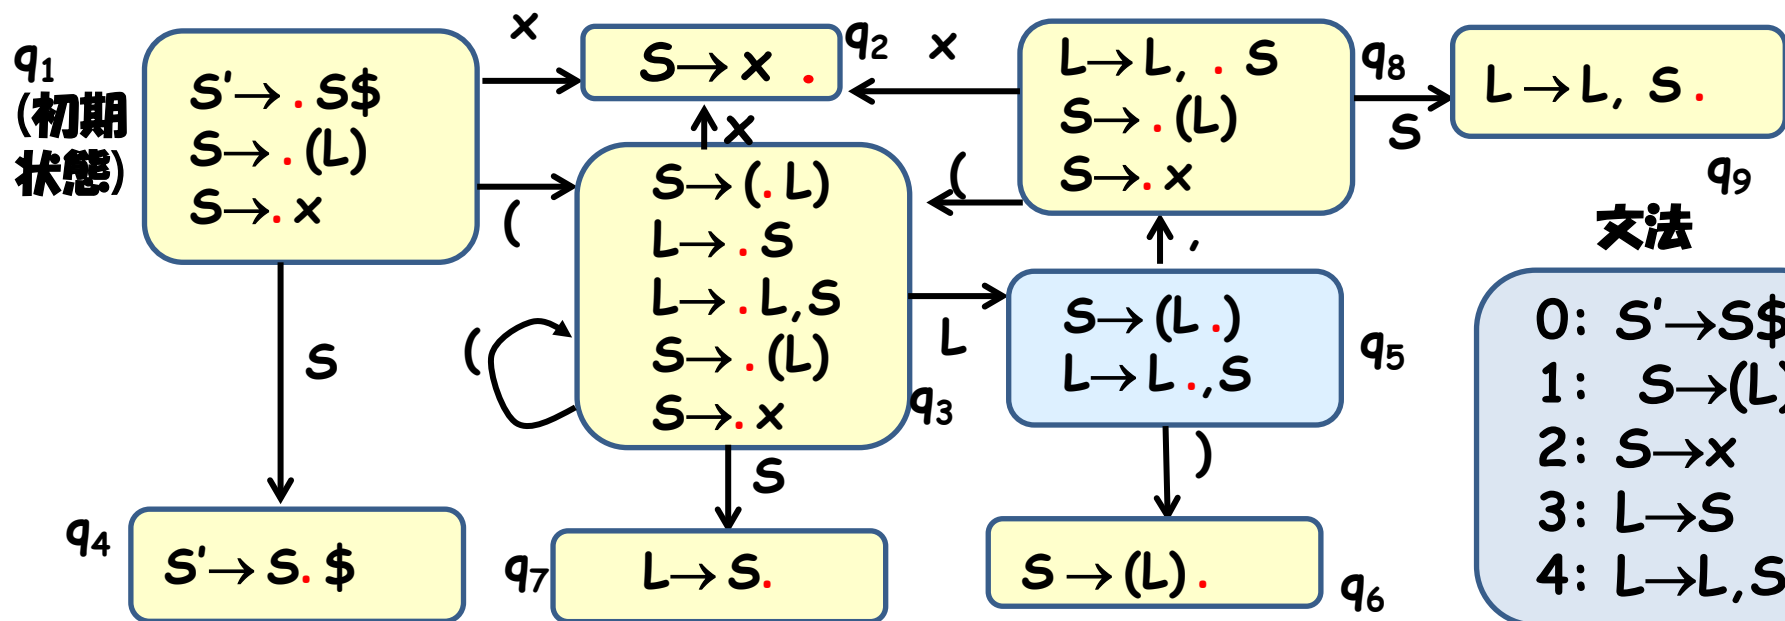 q1
(初期
状態)
S'→ . S$
S→ . (L)
S→. x
x
(
S
S→ x .
q2
x
x
S→(. L)
L→ . S
L→ . L,S
S→ . (L)
S→. x
q3
(
(
L→L, . S
S→ . (L)
S→. x
q8
S
L→L, S .
q9
,
L
S→(L .)
L→L .,S
q5
)
S
q4
S'→ S. $
q7
L→ S.
S→(L) .
q6
文法
0: S'→S$
1: S→(L)
2: S→x
3: L→S
4: L→L,S